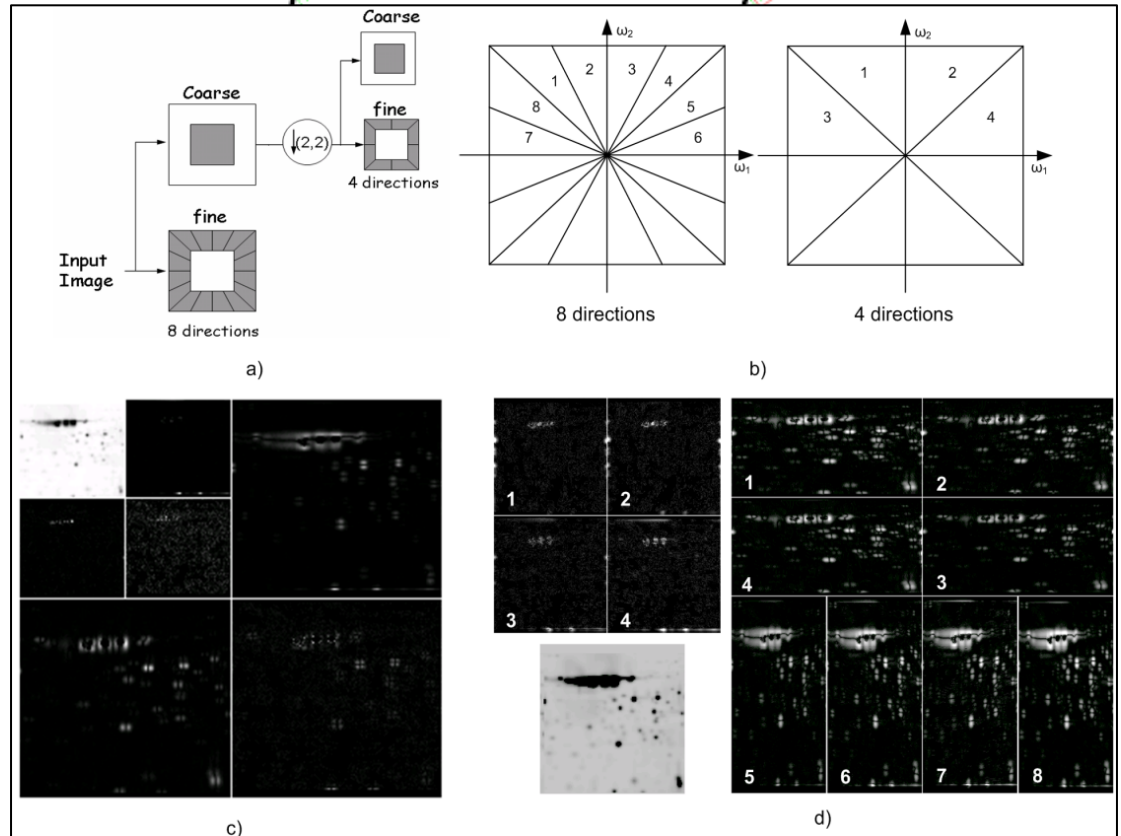 Coarse
Coarse
fine
↓(2,2)
4 directions
fine
Input
Image
8 directions
a)
ω₂
1
2
3
4
8
5
7
6
ω₁
8 directions
ω₂
1
2
3
4
ω₁
4 directions
b)
c)
1
2
3
4
1
2
4
3
5
6
7
8
d)